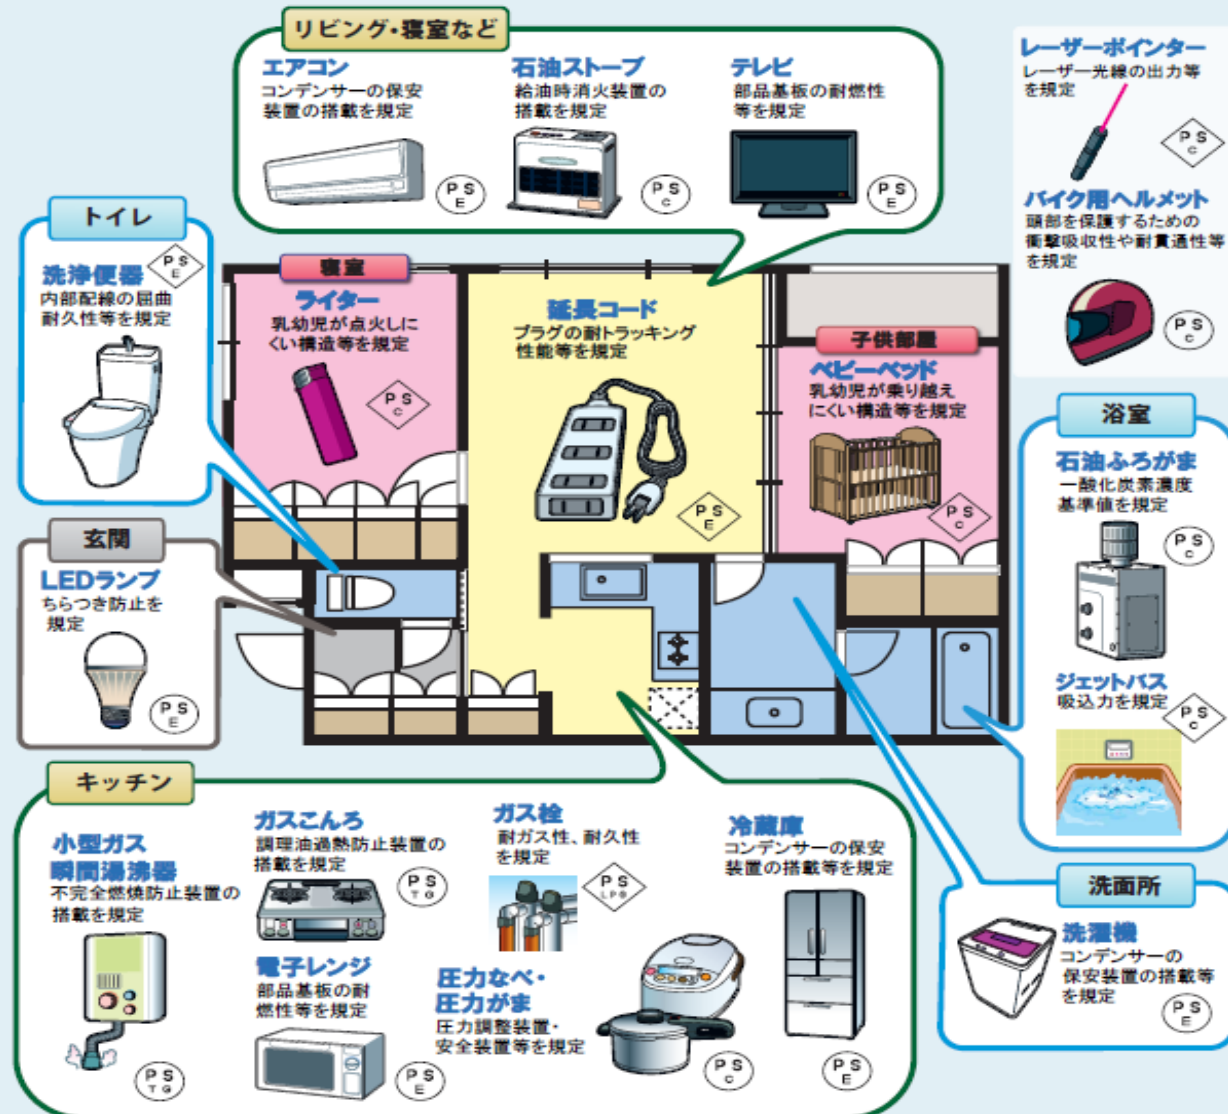 リビング・寝室など
エアコン
コンデンサーの保安
装置の搭載を規定
PS
E
石油ストーブ
給油時消火装置の
搭載を規定
PS
C
テレビ
部品基板の耐燃性
等を規定
PS
E
レーザーポインター
レーザー光線の出力等
を規定
PS
C
バイク用ヘルメット
頭部を保護するための
衝撃吸収性や耐貫通性等
を規定
PS
C
トイレ
洗浄便器
PS
E
内部配線の屈曲
耐久性等を規定
寝室
ライター
乳幼児が点火しに
くい構造等を規定
PS
C
延長コード
プラグの耐トラッキング
性能等を規定
PS
E
子供部屋
ベビーベッド
乳幼児が乗り越え
にくい構造等を規定
PS
C
浴室
石油ふろがま
一酸化炭素濃度
基準値を規定
PS
C
ジェットバス
吸込力を規定
PS
C
玄関
LEDランプ
ちらつき防止を
規定
PS
E
キッチン
小型ガス
瞬間湯沸器
不完全燃焼防止装置の
搭載を規定
PS
TG
ガスこんろ
調理油過熱防止装置の
搭載を規定
PS
TG
電子レンジ
部品基板の耐
燃性等を規定
PS
E
ガス栓
耐ガス性、耐久性
を規定
PS
LPG
圧力なべ・
圧力がま
圧力調整装置・
安全装置等を規定
PS
C
冷蔵庫
コンデンサーの保安
装置の搭載等を規定
PS
E
洗面所
洗濯機
コンデンサーの
保安装置の搭載等
を規定
PS
E